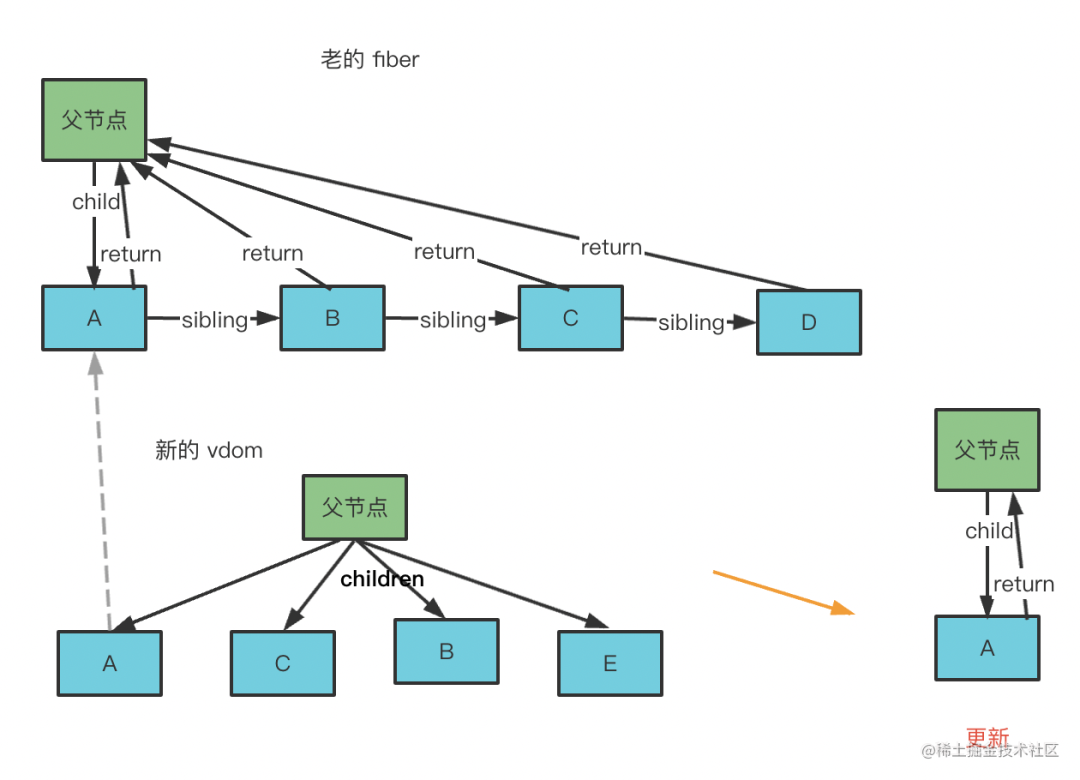 老的 fiber
父节点
child
return
return
return
return
A
sibling
B
sibling
C
sibling
D
新的 vdom
父节点
children
A
C
B
E
父节点
child
return
A
更新
@稀土掘金技术社区